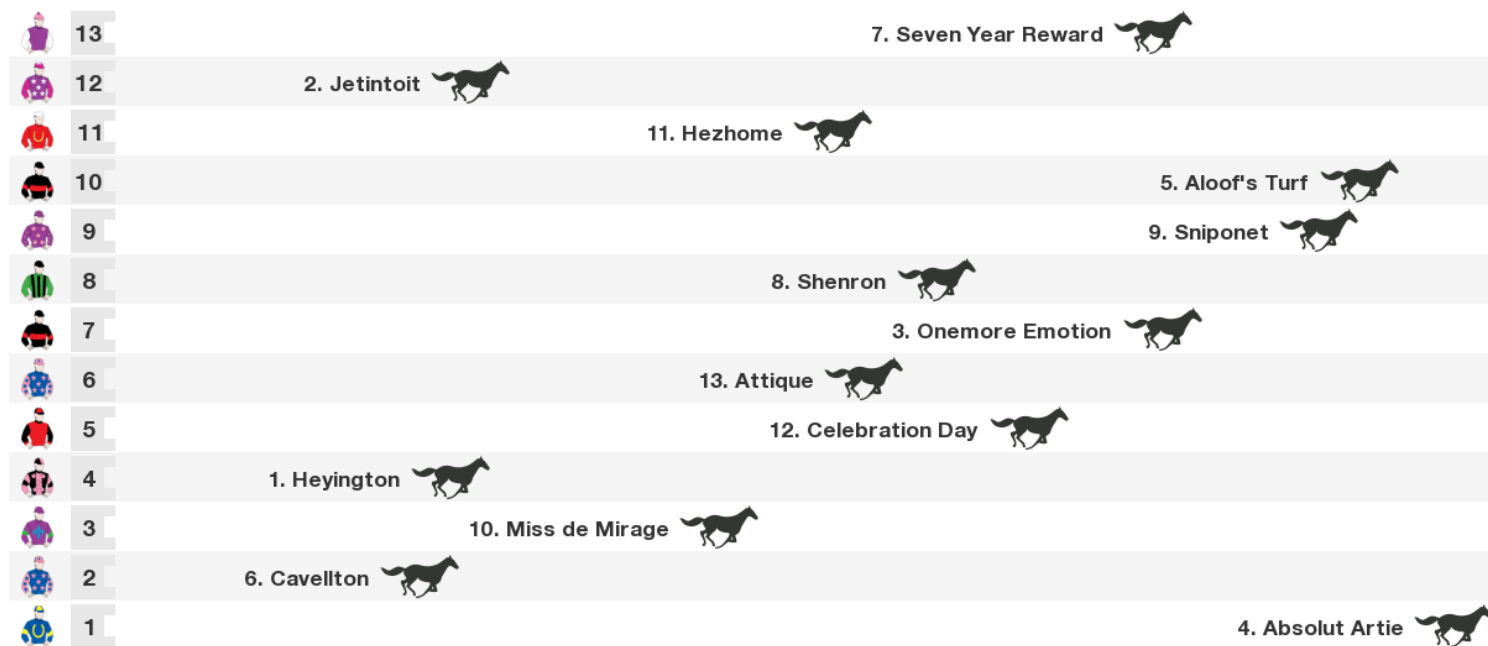 13 7. Seven Year Reward
12 2. Jetintoit
11 11. Hezhome
10 5. Aloof's Turf
9 9. Sniponet
8 8. Shenron
7 3. Onemore Emotion
6 13. Attique
5 12. Celebration Day
4 1. Heyington
3 10. Miss de Mirage
2 6. Cavellton
1 4. Absolut Artie